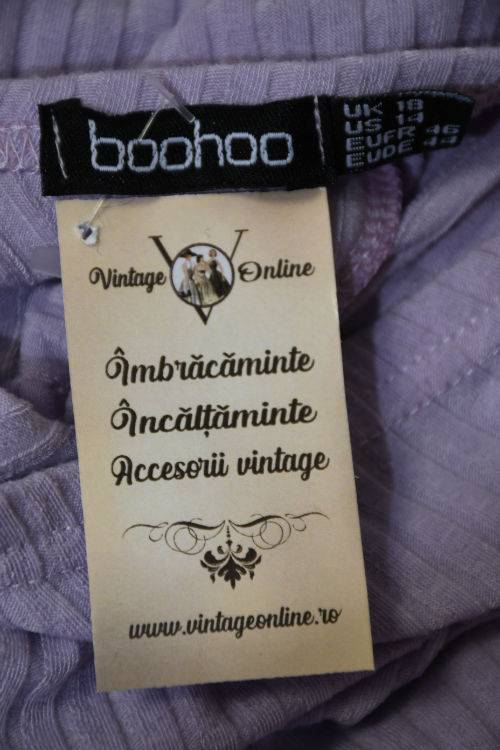 boohoo
UK 18
US 14
EUFR 46
EUDE 44
Vintage Online
Îmbrăcăminte
Încălțăminte
Accesorii vintage
www.vintageonline.ro